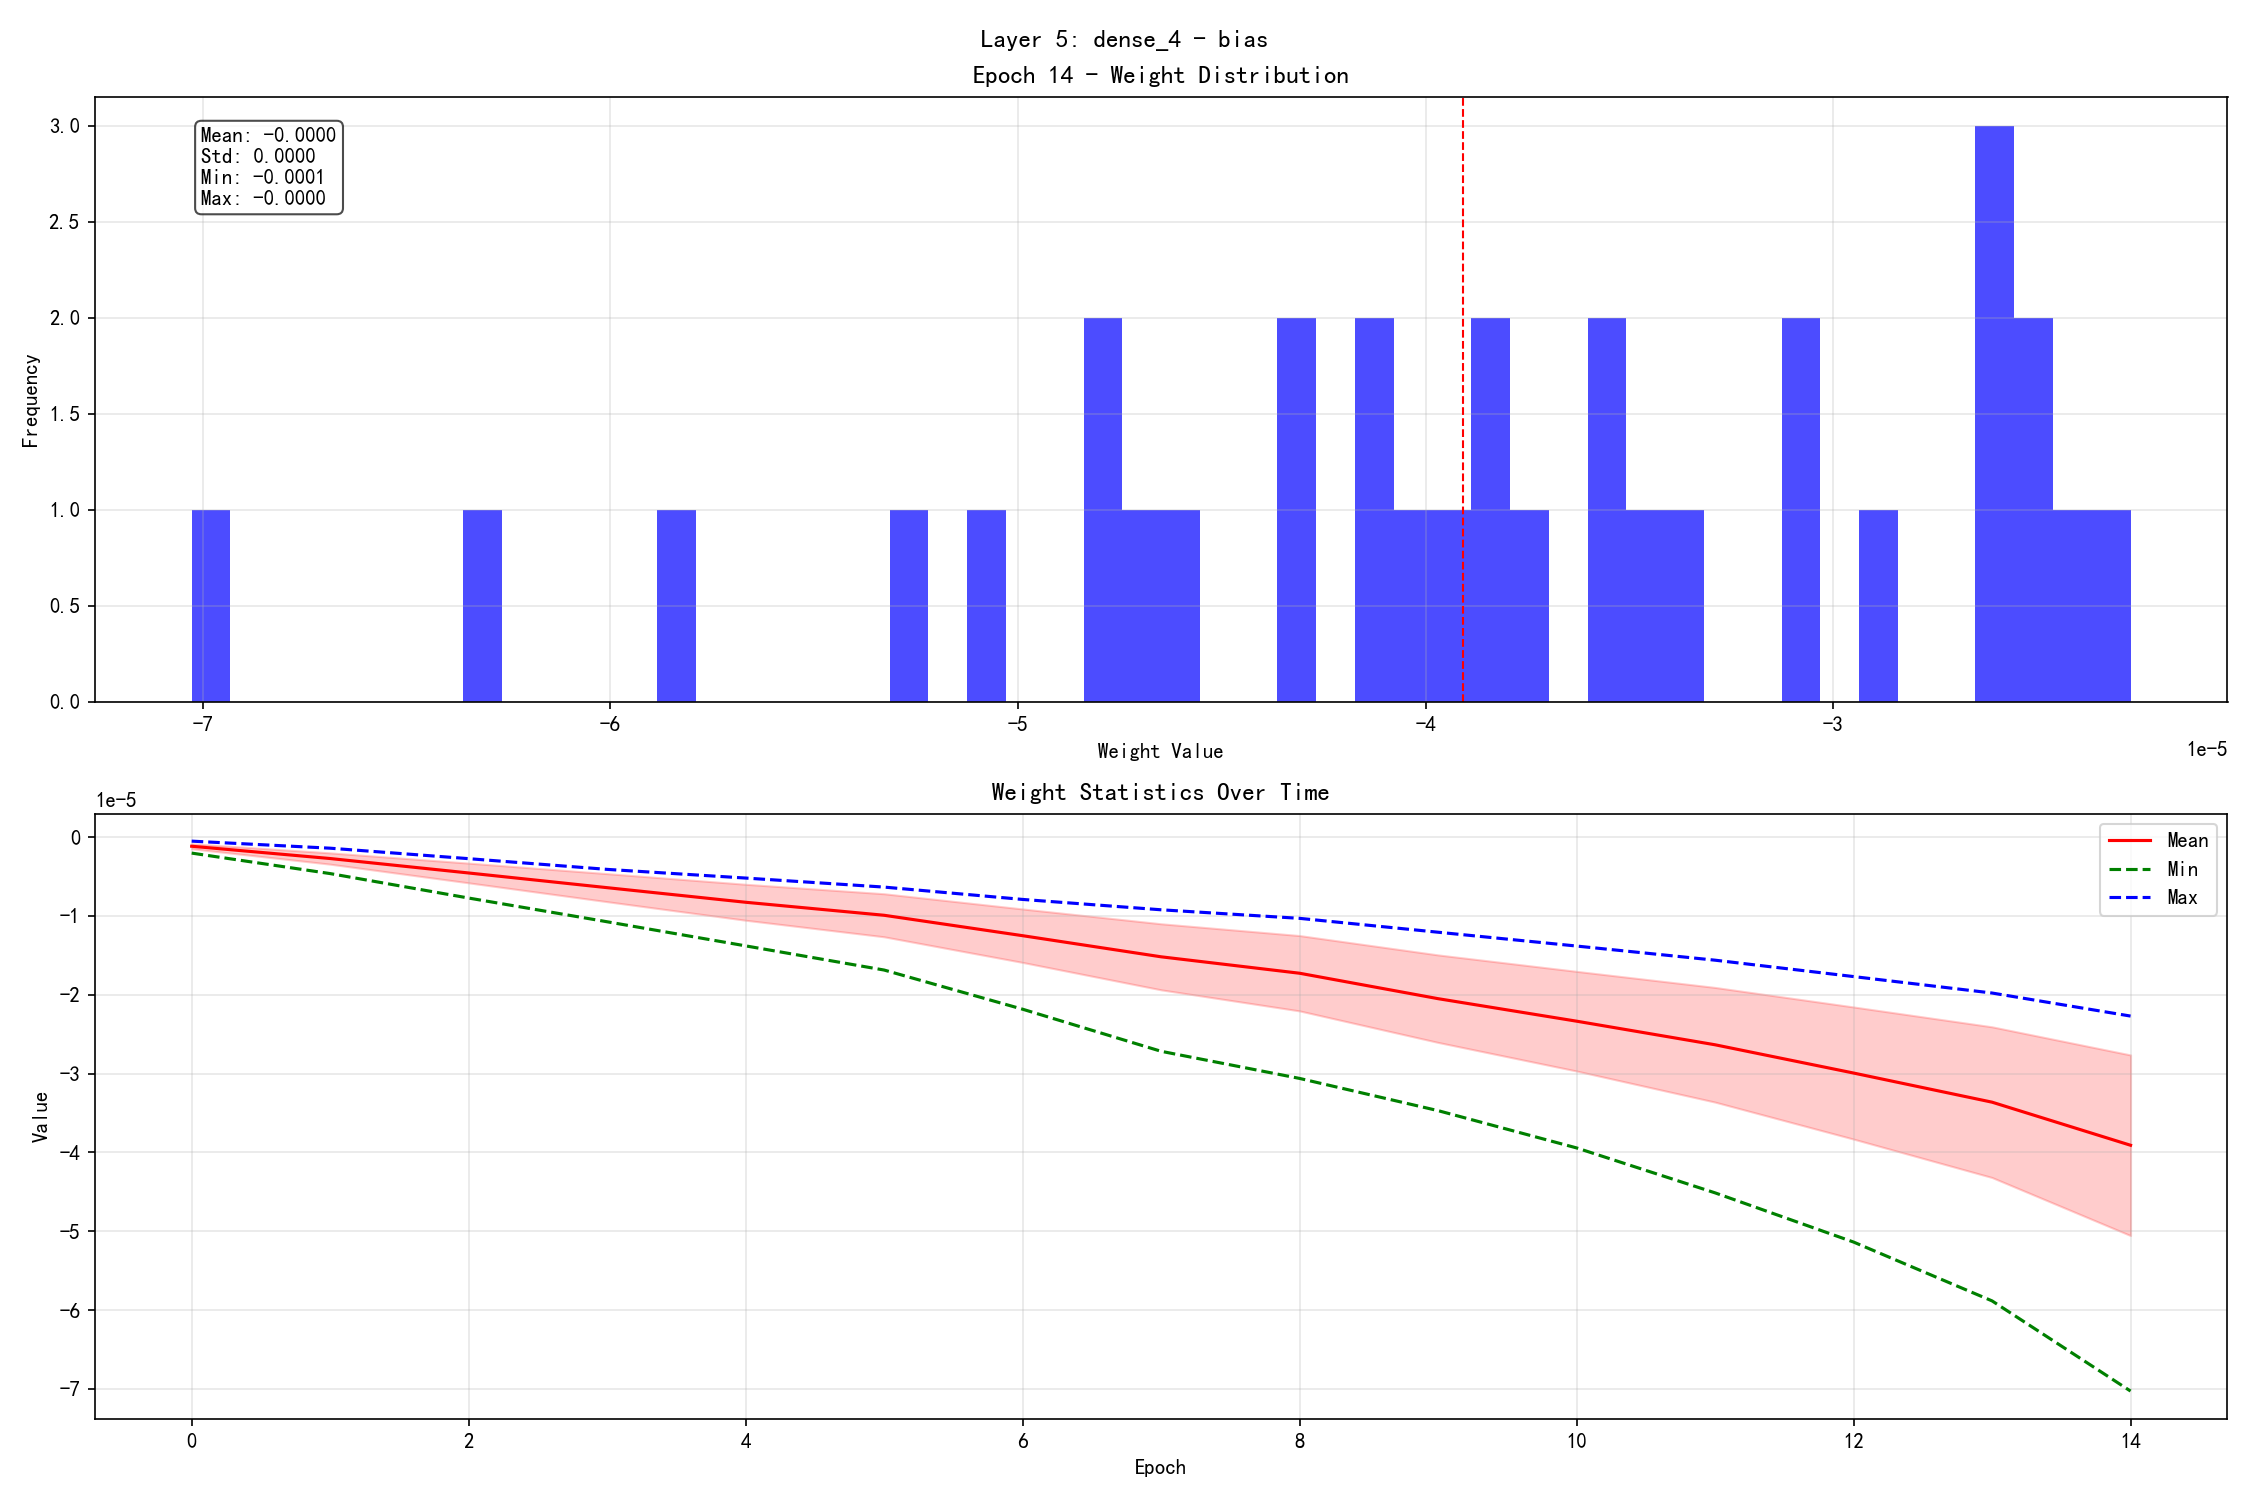 Layer 5: dense_4 - bias
Epoch 14 - Weight Distribution
3.0
2.5
2.0
1.5
1.0
0.5
0.0
Frequency
Mean: -0.0000
Std: 0.0000
Min: -0.0001
Max: -0.0000
-7
-6
-5
-4
-3
Weight Value
1e-5
1e-5
Weight Statistics Over Time
0
-1
-2
-3
-4
-5
-6
-7
Value
Mean
Min
Max
0
2
4
6
8
10
12
14
Epoch